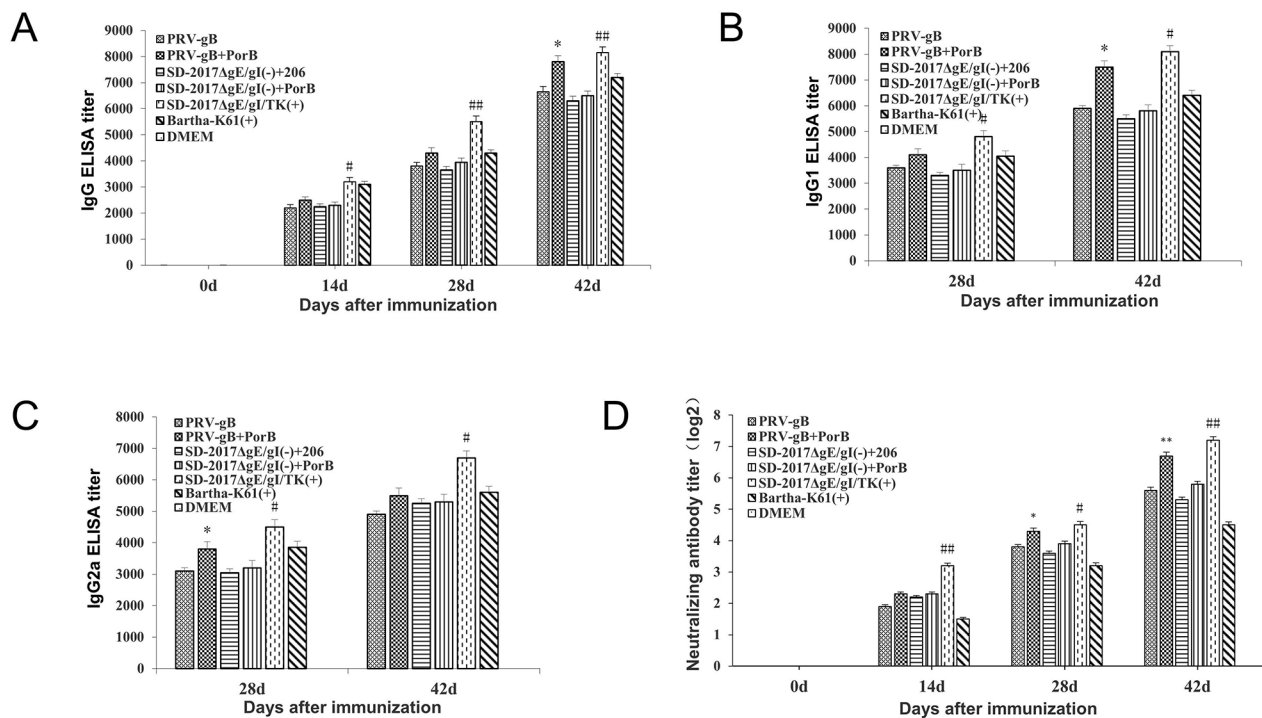 A
9000
8000
7000
6000
5000
4000
3000
2000
1000
0
IgG ELISA titer
PRV-gB
PRV-gB+PorB
SD-2017ΔgE/gI(-)+206
SD-2017ΔgE/gI(-)+PorB
SD-2017ΔgE/gI/TK(+)
Bartha-K61(+)
DMEM
#
##
*
##
0d 14d 28d 42d
Days after immunization
B
9000
8000
7000
6000
5000
4000
3000
2000
1000
0
IgG1 ELISA titer
PRV-gB
PRV-gB+PorB
SD-2017ΔgE/gI(-)+206
SD-2017ΔgE/gI(-)+PorB
SD-2017ΔgE/gI/TK(+)
Bartha-K61(+)
DMEM
#
*
#
28d 42d
Days after immunization
C
8000
7000
6000
5000
4000
3000
2000
1000
0
IgG2a ELISA titer
PRV-gB
PRV-gB+PorB
SD-2017ΔgE/gI(-)+206
SD-2017ΔgE/gI(-)+PorB
SD-2017ΔgE/gI/TK(+)
Bartha-K61(+)
DMEM
*
#
#
28d 42d
Days after immunization
D
8
7
6
5
4
3
2
1
0
Neutralizing antibody titer（log2）
PRV-gB
PRV-gB+PorB
SD-2017ΔgE/gI(-)+206
SD-2017ΔgE/gI(-)+PorB
SD-2017ΔgE/gI/TK(+)
Bartha-K61(+)
DMEM
##
*
#
**
##
0d 14d 28d 42d
Days after immunization